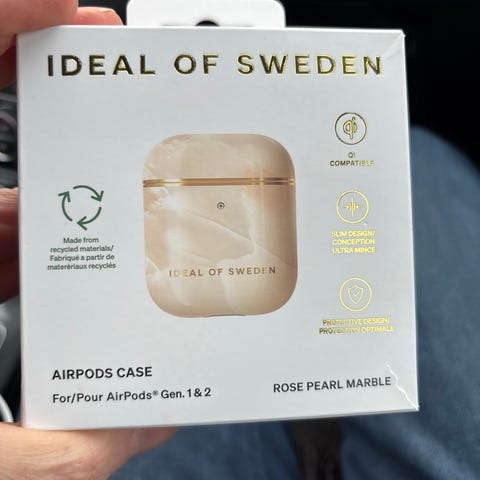 IDEAL OF SWEDEN
QI
COMPATIBLE
Made from
recycled materials/
Fabriqué a partir de
materériaux recyclés
SLIM DESIGN/
CONCEPTION
ULTRA MINCE
IDEAL OF SWEDEN
PROTECTIVE DESIGN/
PROTECTION OPTIMALE
AIRPODS CASE
For/Pour AirPods® Gen. 1 & 2
ROSE PEARL MARBLE